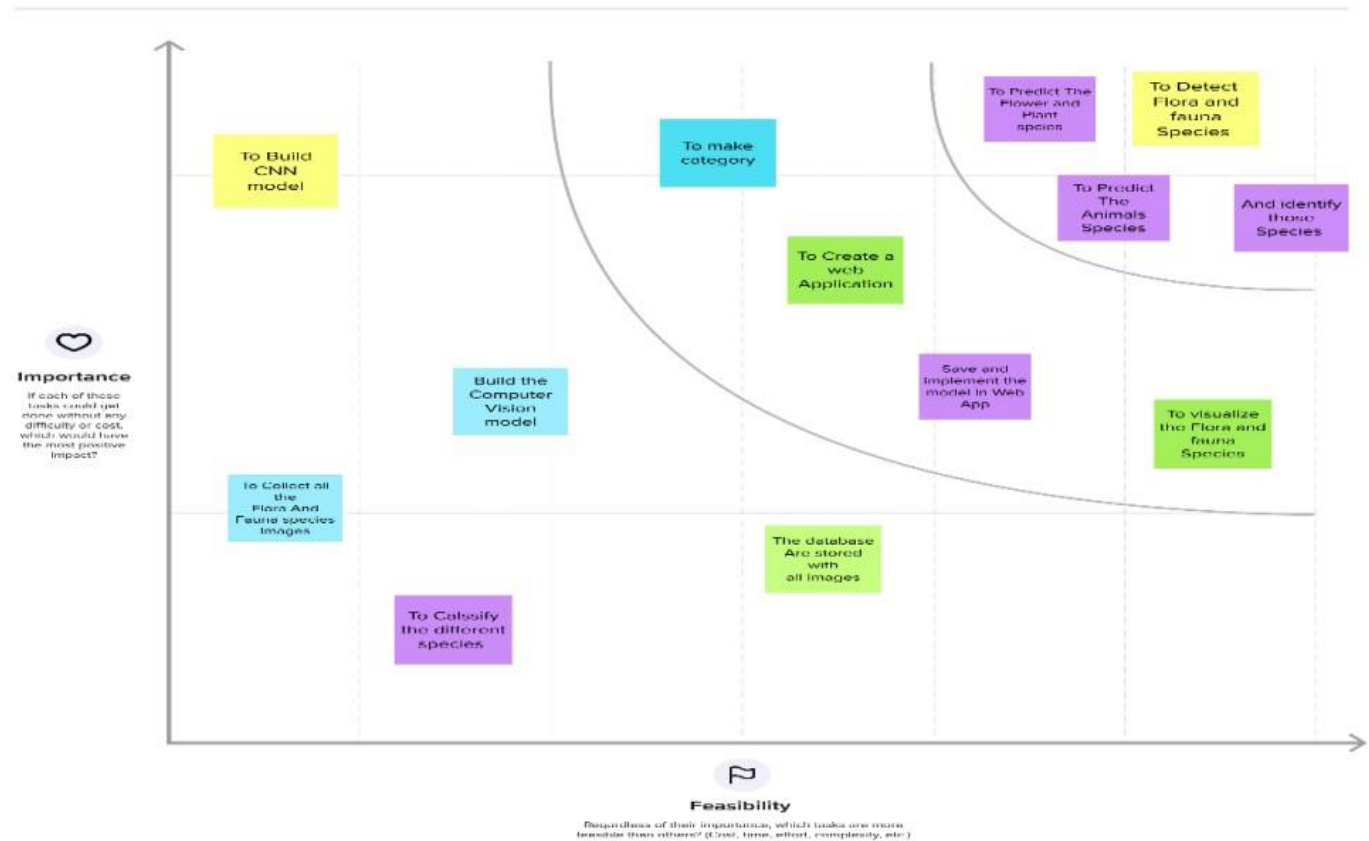 To Predict The
Flower and
Plant
spcies
To Detect
Flora and
fauna
Species
To Build
CNN
model
To make
category
To Predict
The
Animals
Species
And identify
those
Species
To Create a
web
Application
Importance
If each of these
tasks could get
done without any
difficulty or cost,
which would have
the most positive
impact?
Build the
Computer
Vision
model
Save and
Implement the
model in Web
App
To visualize
the Flora and
fauna
Species
To Collect all
the
Flora And
Fauna species
Images
The database
Are stored
with
all images
To Calssify
the different
species
Feasibility
Regardless of their importance, which tasks are more
feasible than others? (Cost, time, effort, complexity, etc.)